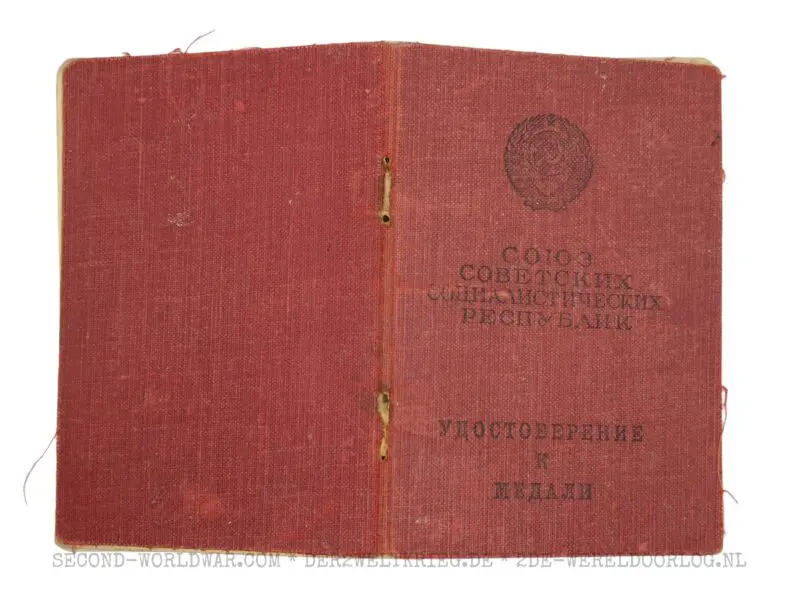 СОЮЗ
СОВЕТСКИХ
СОЦИАЛИСТИЧЕСКИХ
РЕСПУБЛИК
УДОСТОВЕРЕНИЕ
К
МЕДАЛИ
SECOND-WORLDWAR.COM * DER2WELTKRIEG.DE * 2DE-WERELDOORLOG.NL